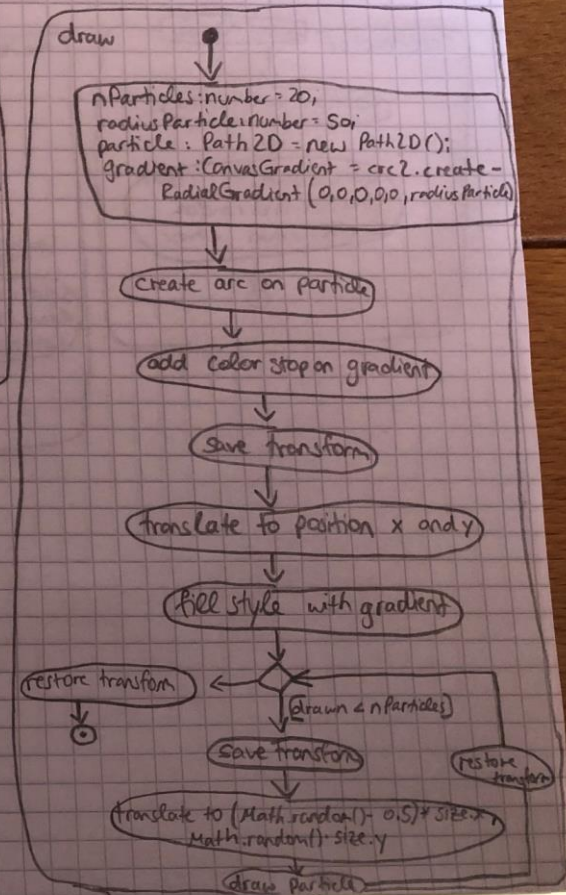 draw
nParticles:number = 20,
radiusParticle:number = 50;
particle : Path2D = new Path2D();
gradient : CanvasGradient = crc2.create-
RadialGradient (0,0,0,0,0,radiusParticle)
create arc on particle
add color stop on gradient
save transform
translate to position x and y
fill style with gradient
restore transform
[drawn < nParticles]
save transform
restore
transform
translate to (Math.random() - 0.5) * size.x,
Math.random() · size.y
draw particle